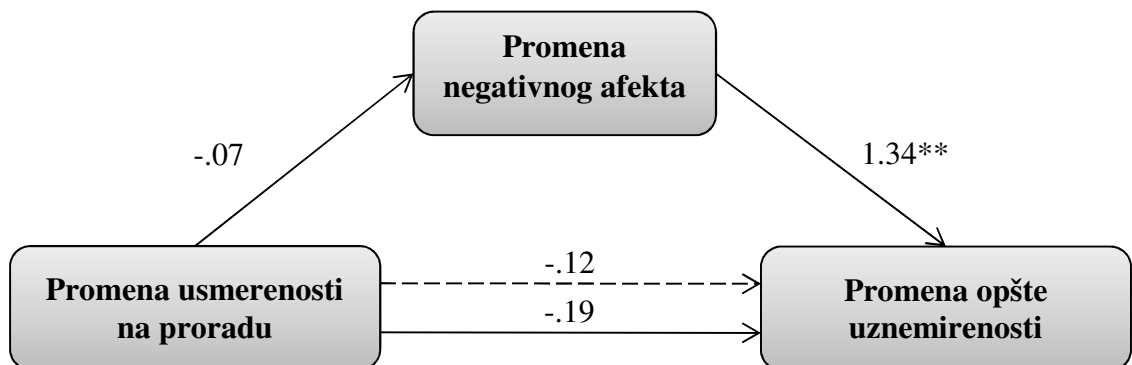 Promena
negativnog afekta
-.07
1.34**
-.12
-.19
Promena usmerenosti
na proradu
Promena opšte
uznemirenosti